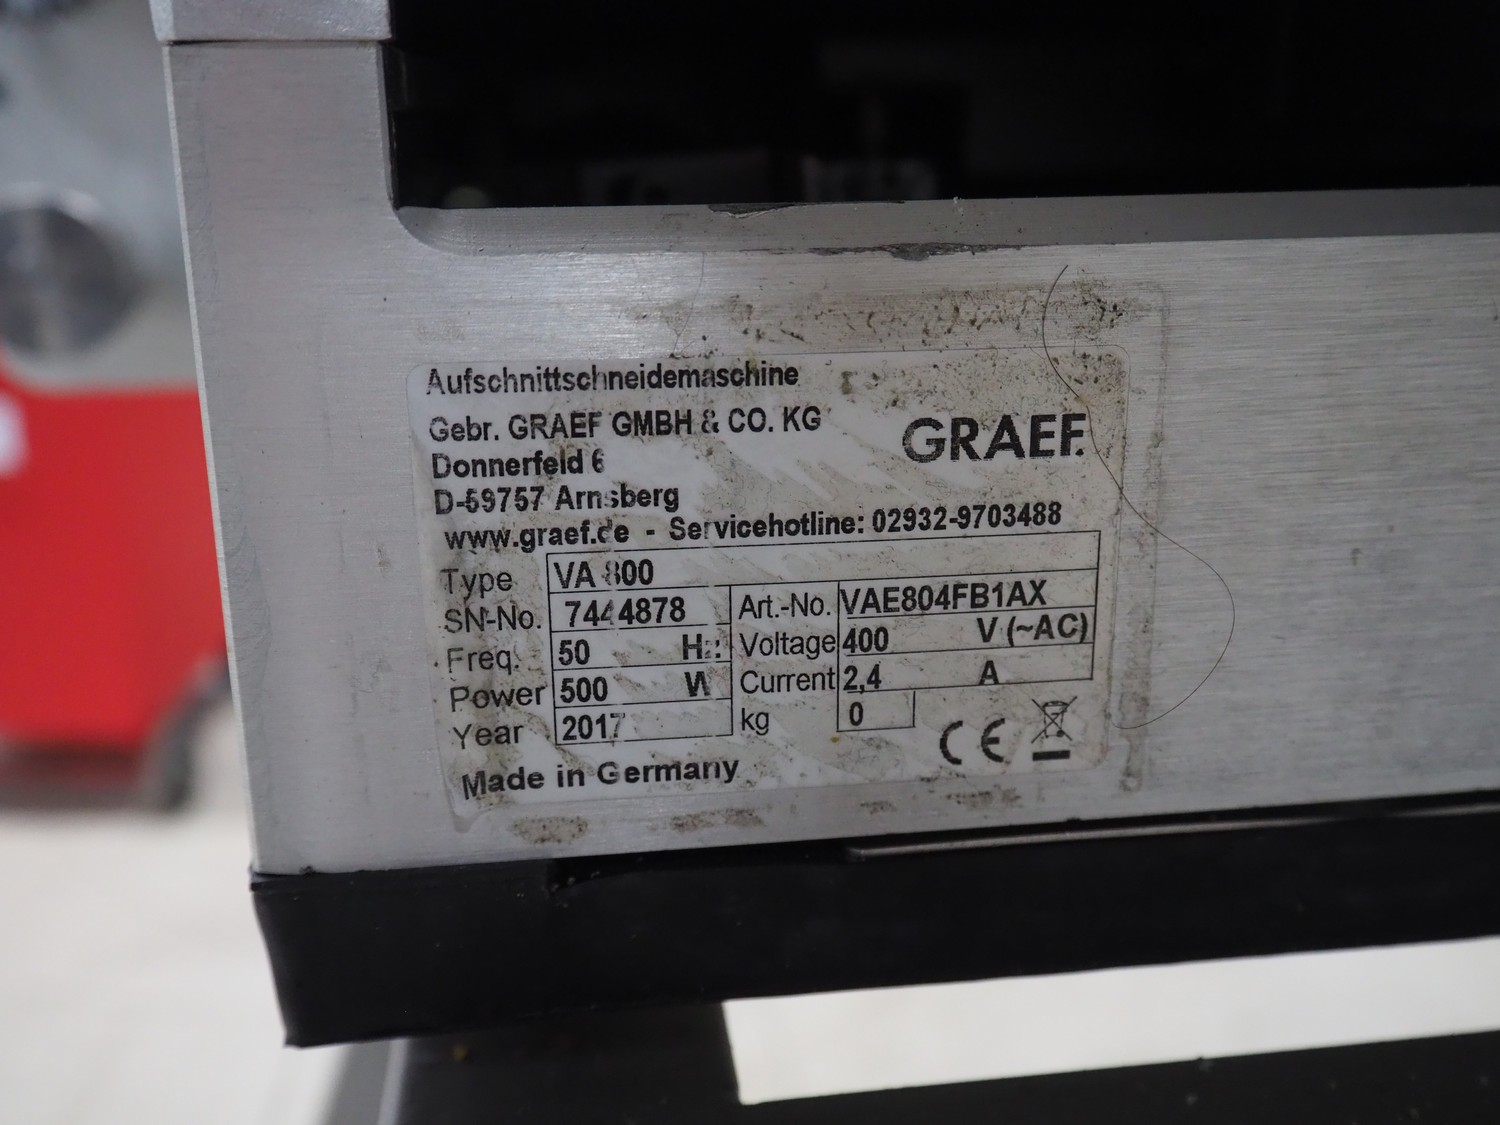 Aufschnittschneidemaschine
Gebr. GRAEF GMBH & CO. KG
GRAEF.
Donnerfeld 6
D-59757 Arnsberg
www.graef.de - Servicehotline: 02932-9703488
Type VA 800
SN-No. 7444878 Art.-No. VAE804FB1AX
Freq. 50 Hz Voltage 400 V (~AC)
Power 500 W Current 2,4 A
Year 2017 kg 0
Made in Germany CE